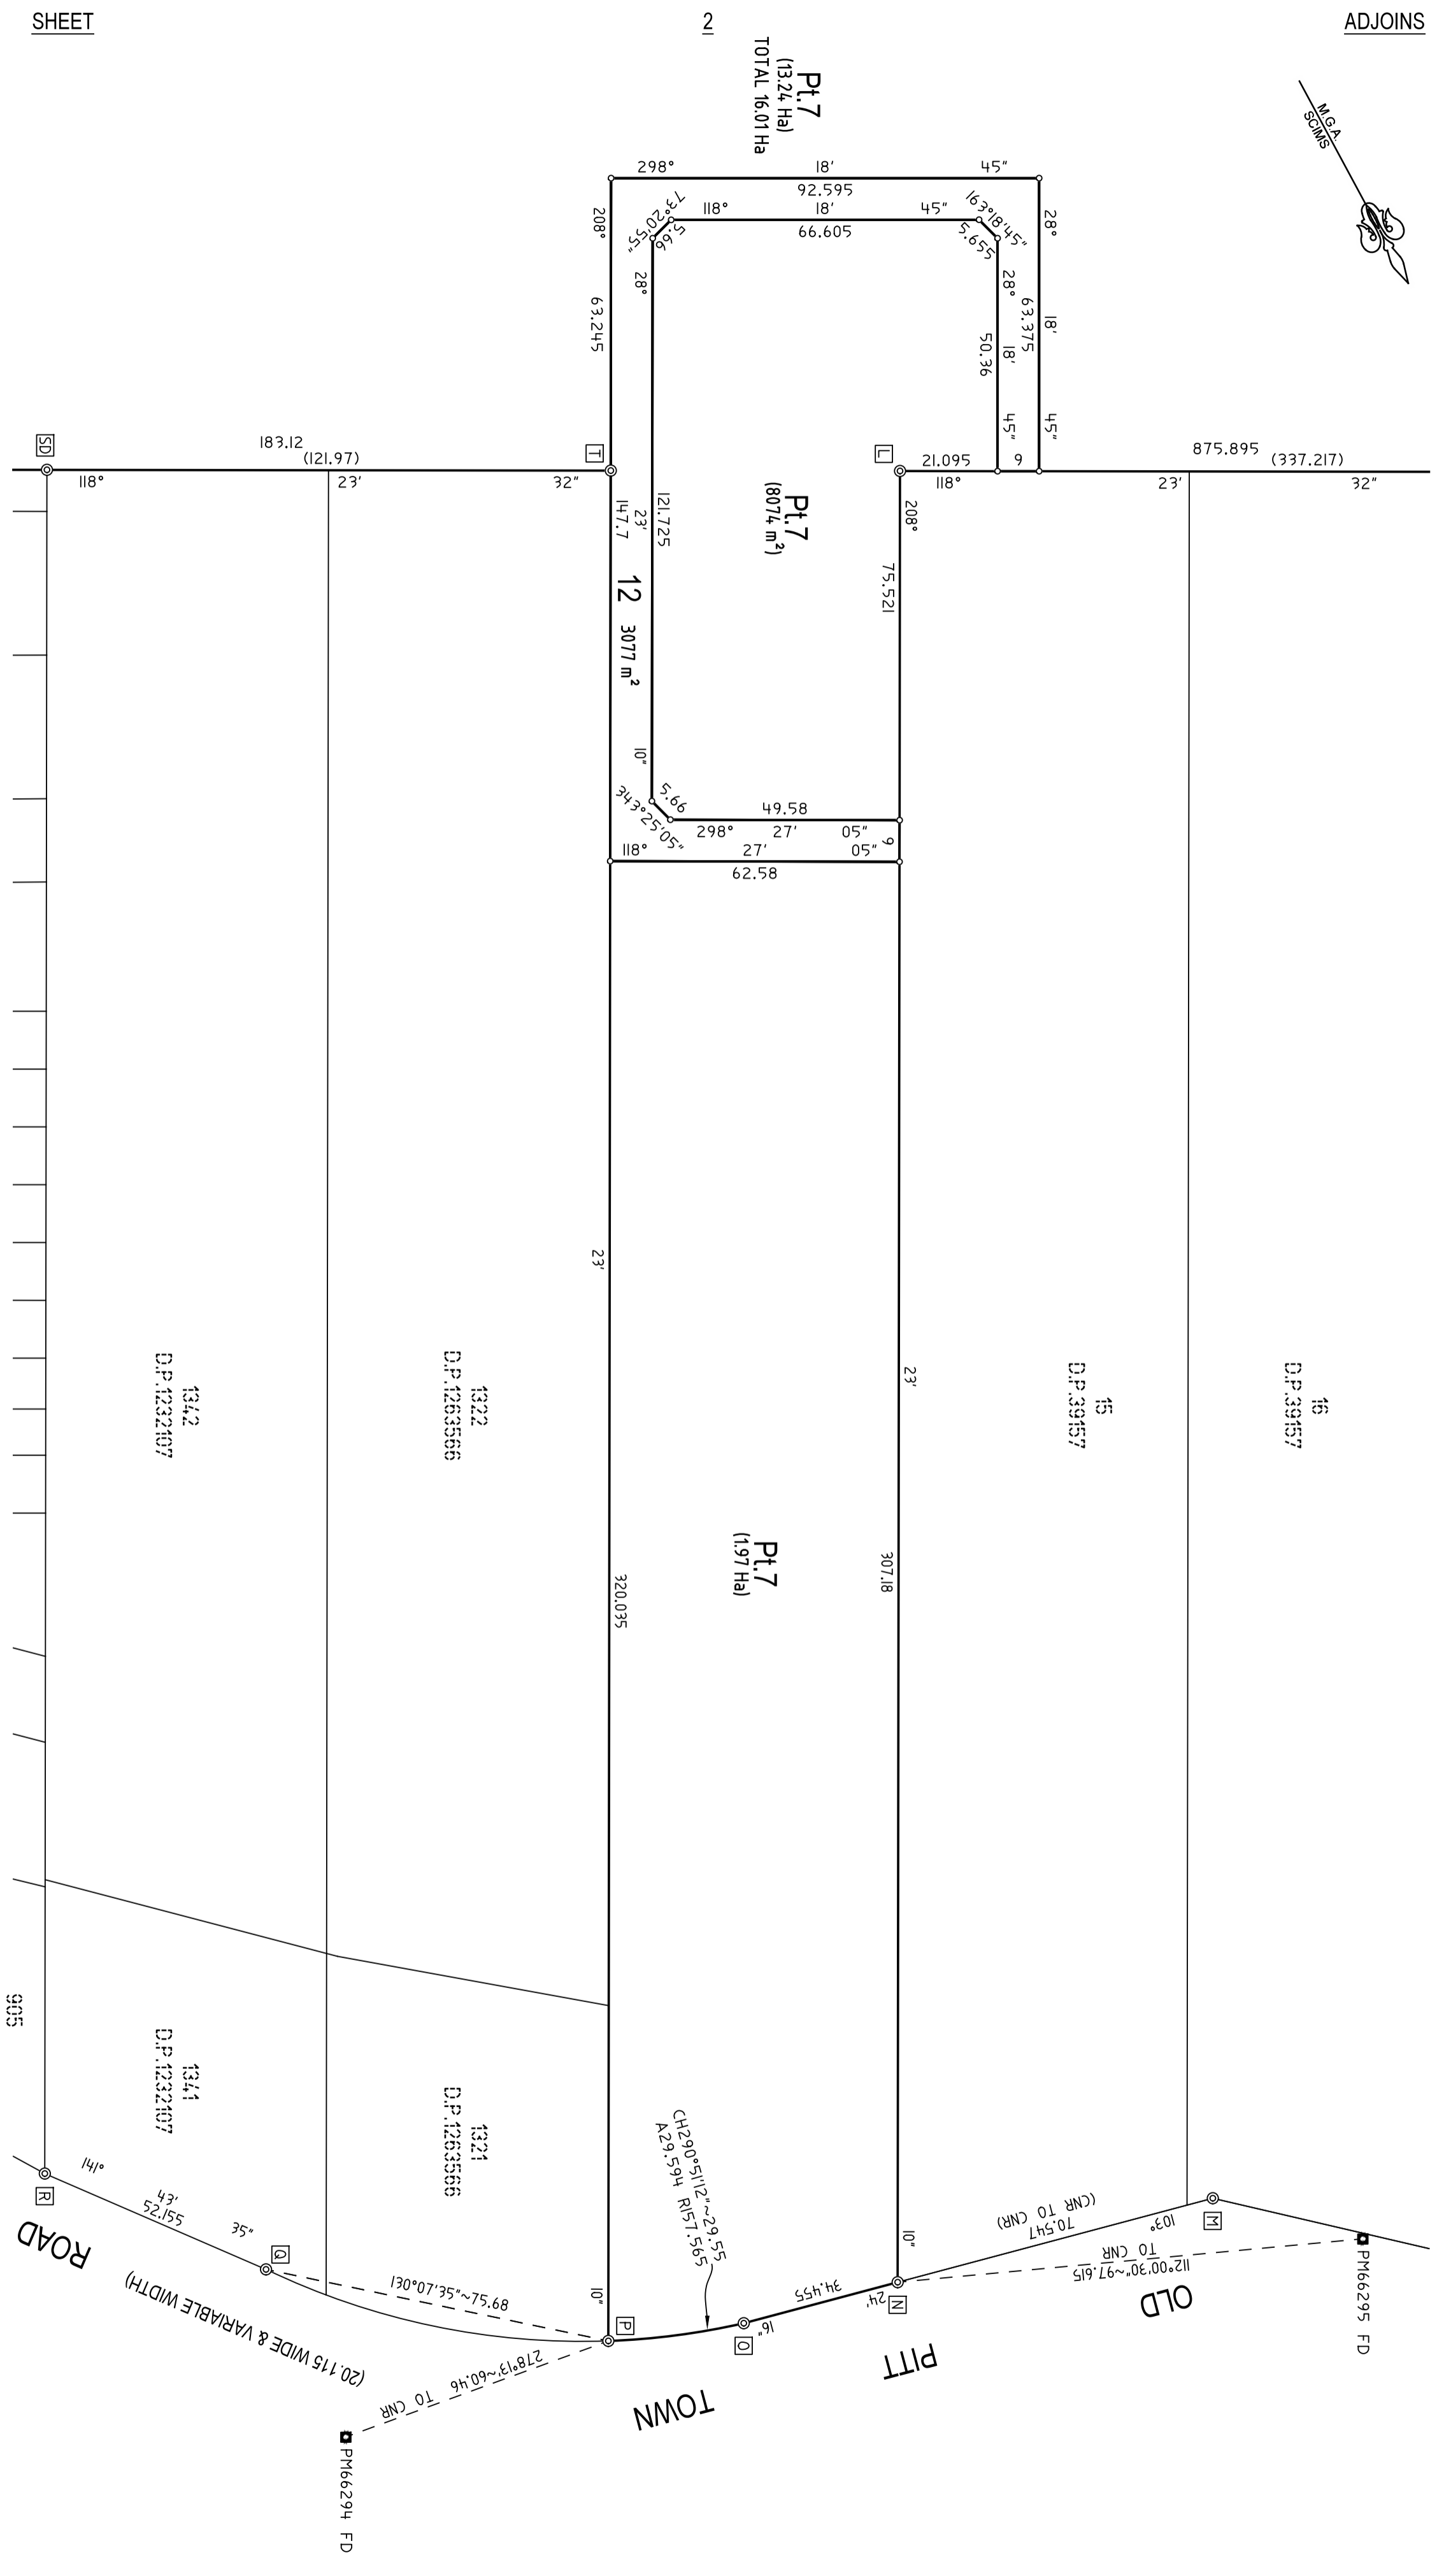 SHEET
2
ADJOINS
M.G.A.
SCIMS
Pt.7
(13.24 Ha)
TOTAL 16.01 Ha
298° 18' 45"
92.595
118° 18' 45"
66.605
73°20'55"
5.66
163°18'45"
5.655
208°
63.245
28°
28° 18' 45"
50.36
28° 18' 45"
63.375
SD
183.12
(121.97)
118° 23' 32"
T
L
21.095
9
118° 23' 32"
875.895
(337.217)
147.7
23'
121.725
10"
12
3077 m²
Pt.7
(8074 m²)
208°
75.521
5.66
343°25'05"
49.58
298° 27' 05"
9
118° 27' 05"
62.58
23'
23'
320.035
307.18
1342
D.P.1232107
1322
D.P.1263566
Pt.7
(1.97 Ha)
15
D.P.39157
16
D.P.39157
905
1341
D.P.1232107
1321
D.P.1263566
CH290°51'12"~29.55
A29.594 R157.565
10"
10"
R
141° 43' 35"
52.155
Q
130°07'35"~75.68
P
278°13'~60.46
TO CNR
PM66294 FD
O
34.455
N
103° 24' 16"
70.547
(CNR TO CNR)
M
112°00'30"~97.615
TO CNR
PM66295 FD
OLD
PITT
TOWN
ROAD
(20.115 WIDE & VARIABLE WIDTH)